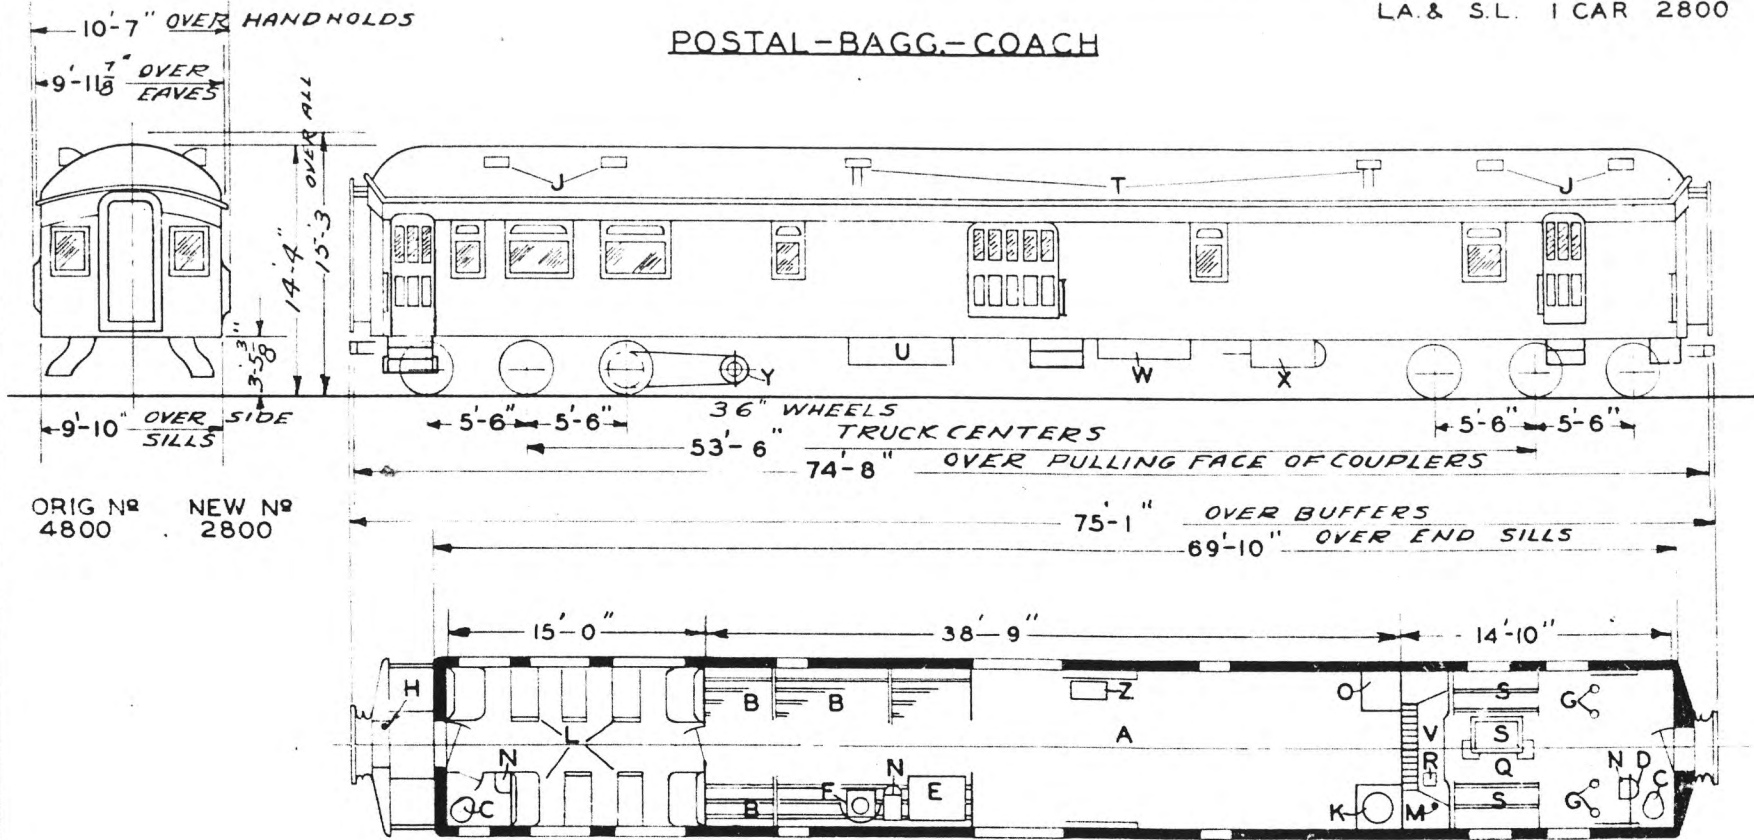 10'-7" OVER HANDHOLDS
L.A.& S.L. 1 CAR 2800
POSTAL-BAGG.-COACH
9'-11 7/8" OVER
EAVES
15'-3 OVER ALL
14'-4"
3'-5 3/8"
J T J
U W X Y
9'-10" OVER SIDE
SILLS
5'-6" 5'-6" 36" WHEELS 5'-6" 5'-6"
53'-6" TRUCK CENTERS
74'-8" OVER PULLING FACE OF COUPLERS
ORIG Nº NEW Nº
4800 . 2800
75'-1" OVER BUFFERS
69'-10" OVER END SILLS
15'-0" 38'-9" 14'-10"
H B B Z O S G
L A V S
N N R Q N D C
C B F E K M S G